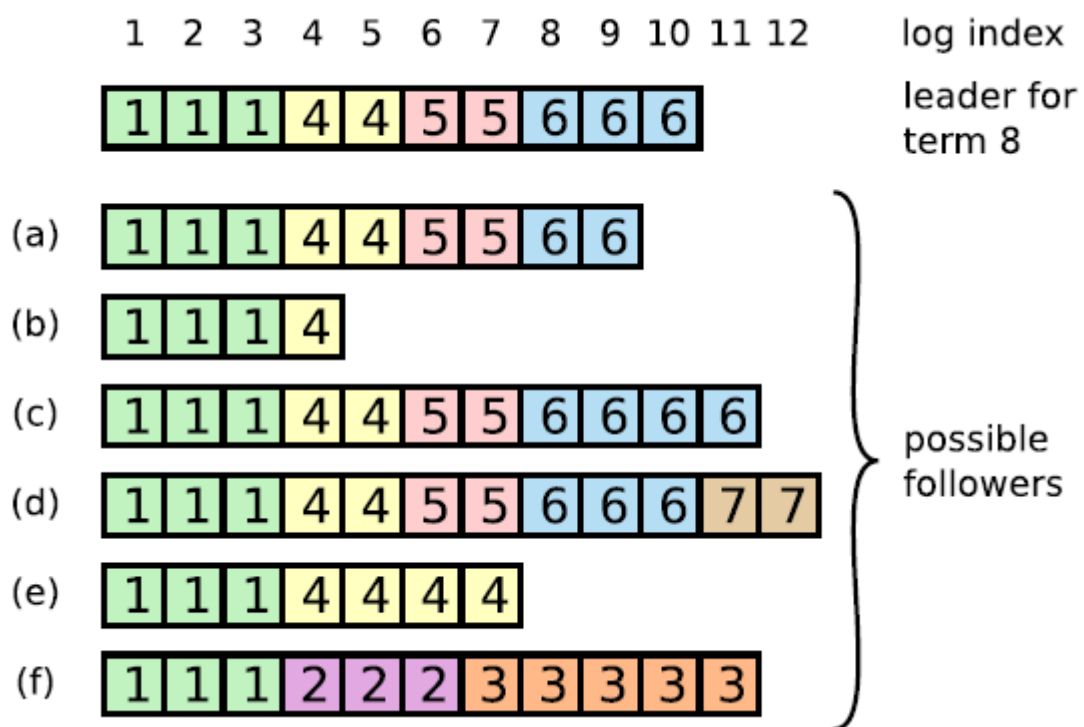 1 2 3 4 5 6 7 8 9 10 11 12 log index
1 1 1 4 4 5 5 6 6 6 leader for
term 8
(a) 1 1 1 4 4 5 5 6 6
(b) 1 1 1 4
(c) 1 1 1 4 4 5 5 6 6 6 6
possible
followers
(d) 1 1 1 4 4 5 5 6 6 6 7 7
(e) 1 1 1 4 4 4 4
(f) 1 1 1 2 2 2 3 3 3 3 3